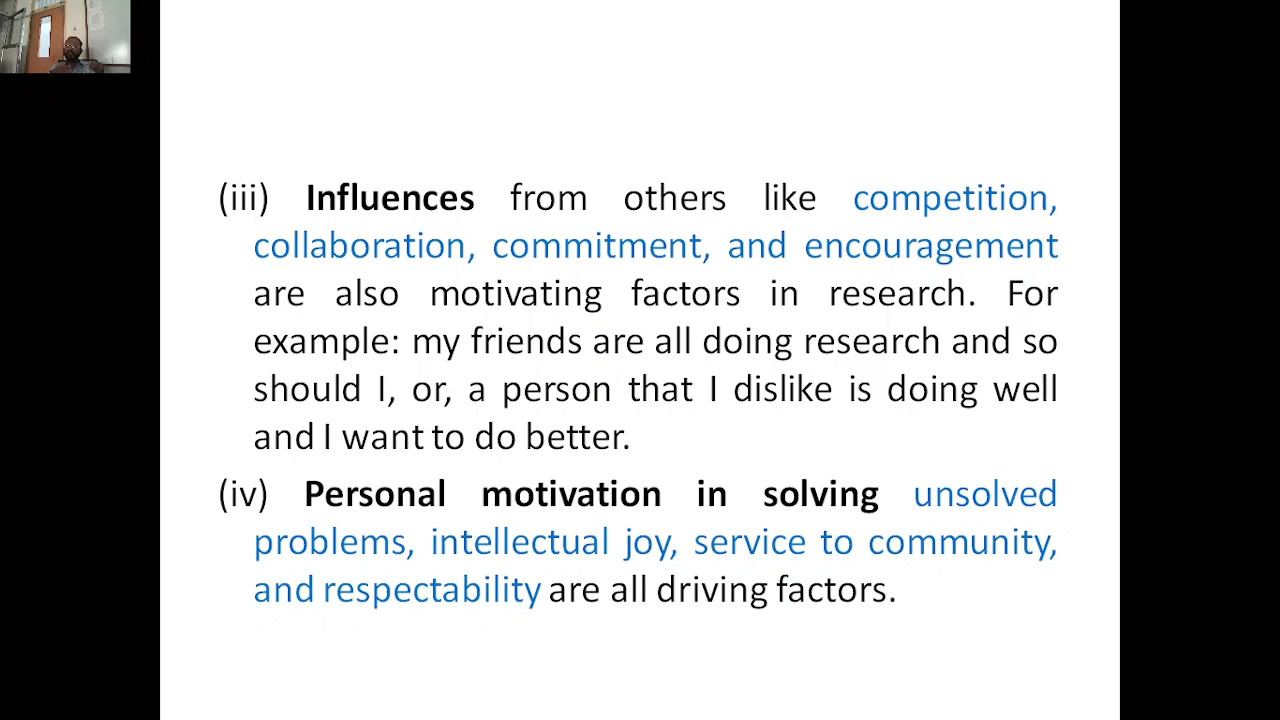 (iii) Influences from others like competition,
collaboration, commitment, and encouragement
are also motivating factors in research. For
example: my friends are all doing research and so
should I, or, a person that I dislike is doing well
and I want to do better.
(iv) Personal motivation in solving unsolved
problems, intellectual joy, service to community,
and respectability are all driving factors.